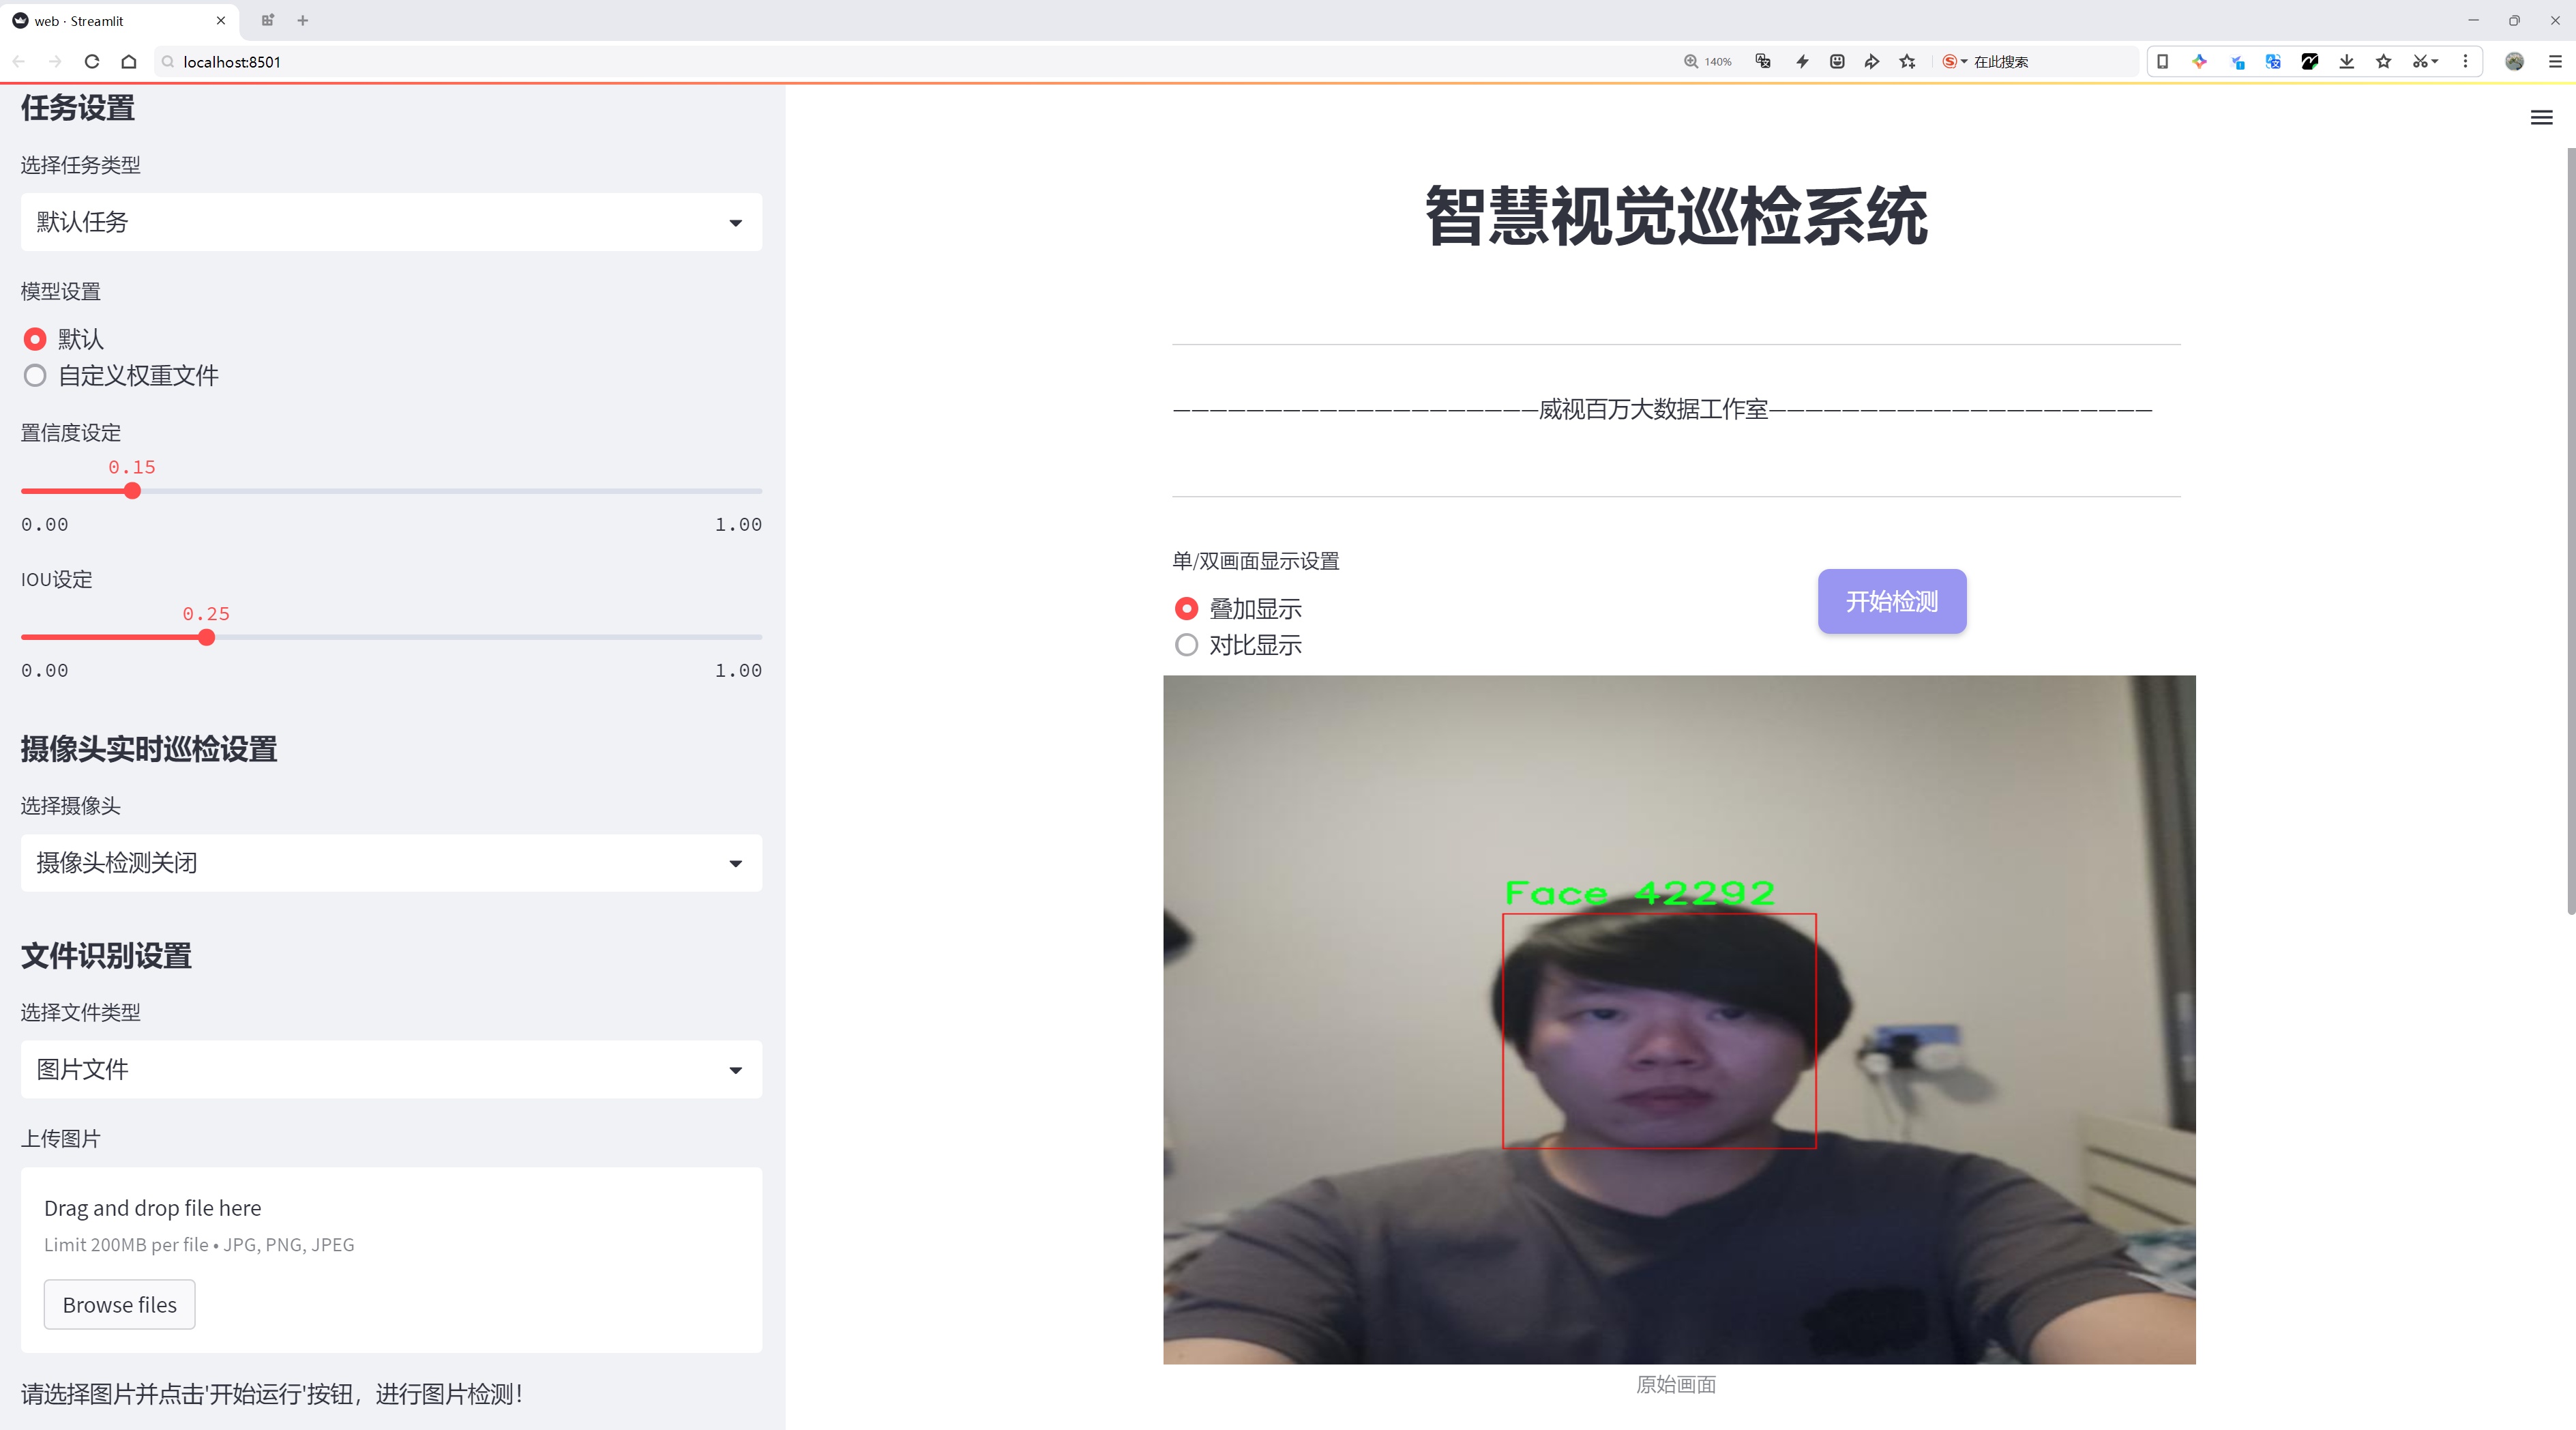 web · Streamlit
localhost:8501
140%
在此搜索
任务设置
选择任务类型
默认任务
模型设置
默认
自定义权重文件
置信度设定
0.15
0.00
1.00
IOU设定
0.25
0.00
1.00
摄像头实时巡检设置
选择摄像头
摄像头检测关闭
文件识别设置
选择文件类型
图片文件
上传图片
Drag and drop file here
Limit 200MB per file • JPG, PNG, JPEG
Browse files
请选择图片并点击'开始运行'按钮，进行图片检测！
智慧视觉巡检系统
————————————————————威视百万大数据工作室—————————————————————
单/双画面显示设置
叠加显示
对比显示
开始检测
Face 42292
原始画面